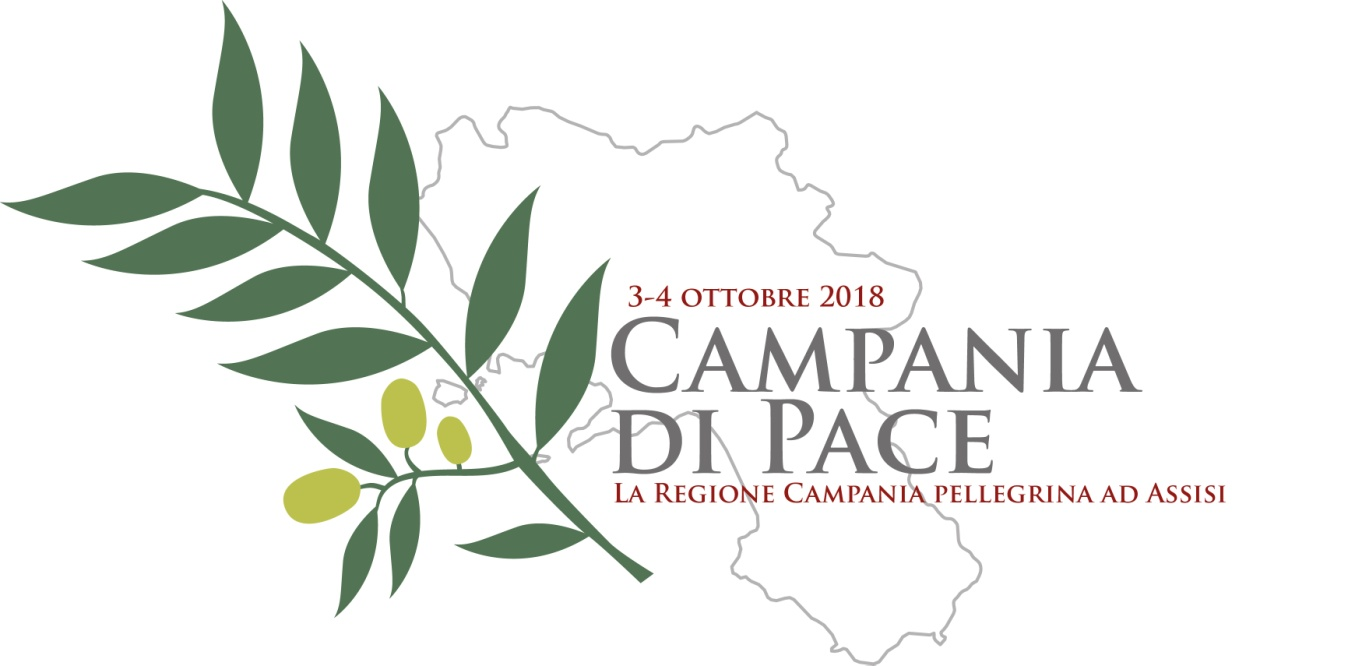 3-4 OTTOBRE 2018
CAMPANIA
DI PACE
LA REGIONE CAMPANIA PELLEGRINA AD ASSISI